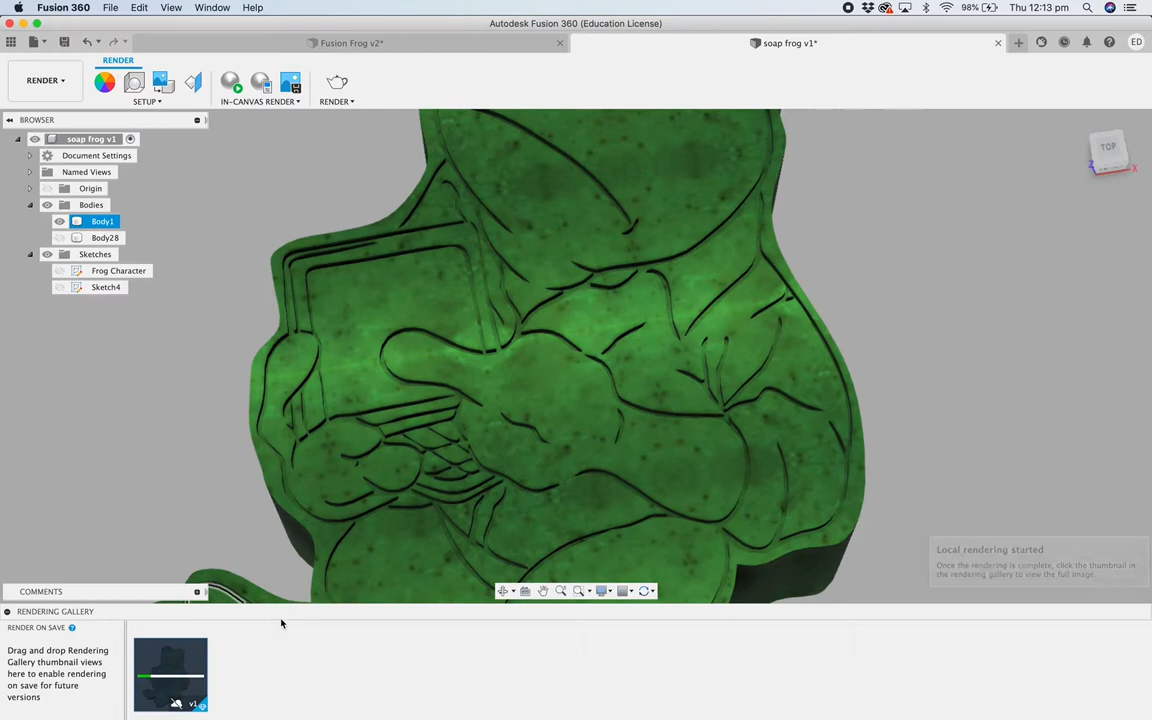 Fusion 360 File Edit View Window Help 98% Thu 12:13 pm
Autodesk Fusion 360 (Education License)
Fusion Frog v2* soap frog v1* ED
RENDER
RENDER SETUP IN-CANVAS RENDER RENDER
BROWSER
soap frog v1
Document Settings
Named Views
Origin
Bodies
Body1
Body28
Sketches
Frog Character
Sketch4
TOP
Z X
Local rendering started
Once the rendering is complete, click the thumbnail in
the rendering gallery to view the full image.
COMMENTS
RENDERING GALLERY
RENDER ON SAVE
Drag and drop Rendering
Gallery thumbnail views
here to enable rendering
on save for future
versions
v1